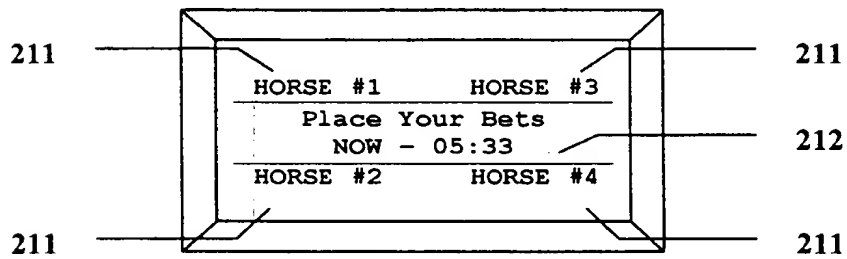 211 211
HORSE #1 HORSE #3
Place Your Bets
NOW - 05:33
212
HORSE #2 HORSE #4
211 211